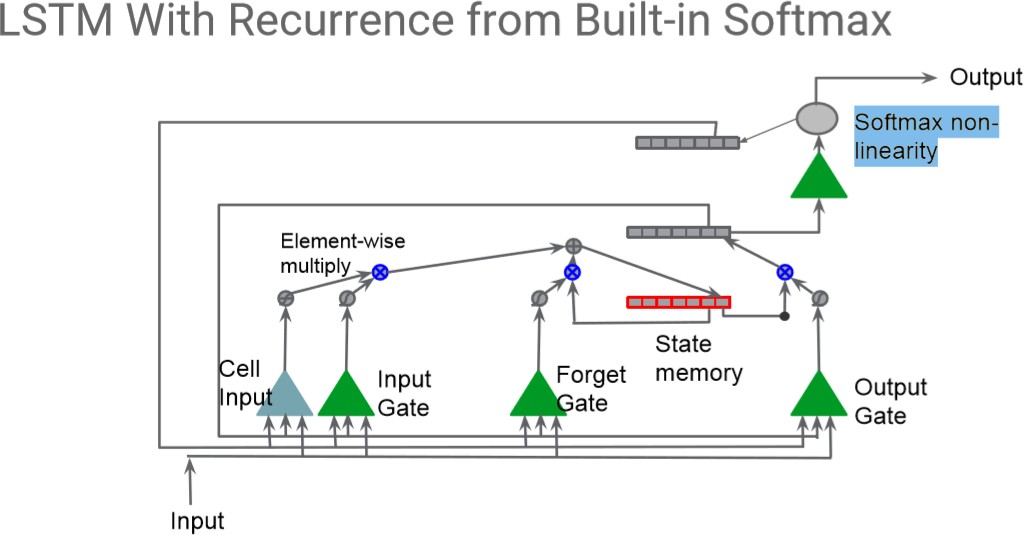 LSTM With Recurrence from Built-in Softmax
Output
Softmax non-
linearity
Element-wise
multiply
State
memory
Cell
Input
Input
Gate
Forget
Gate
Output
Gate
Input